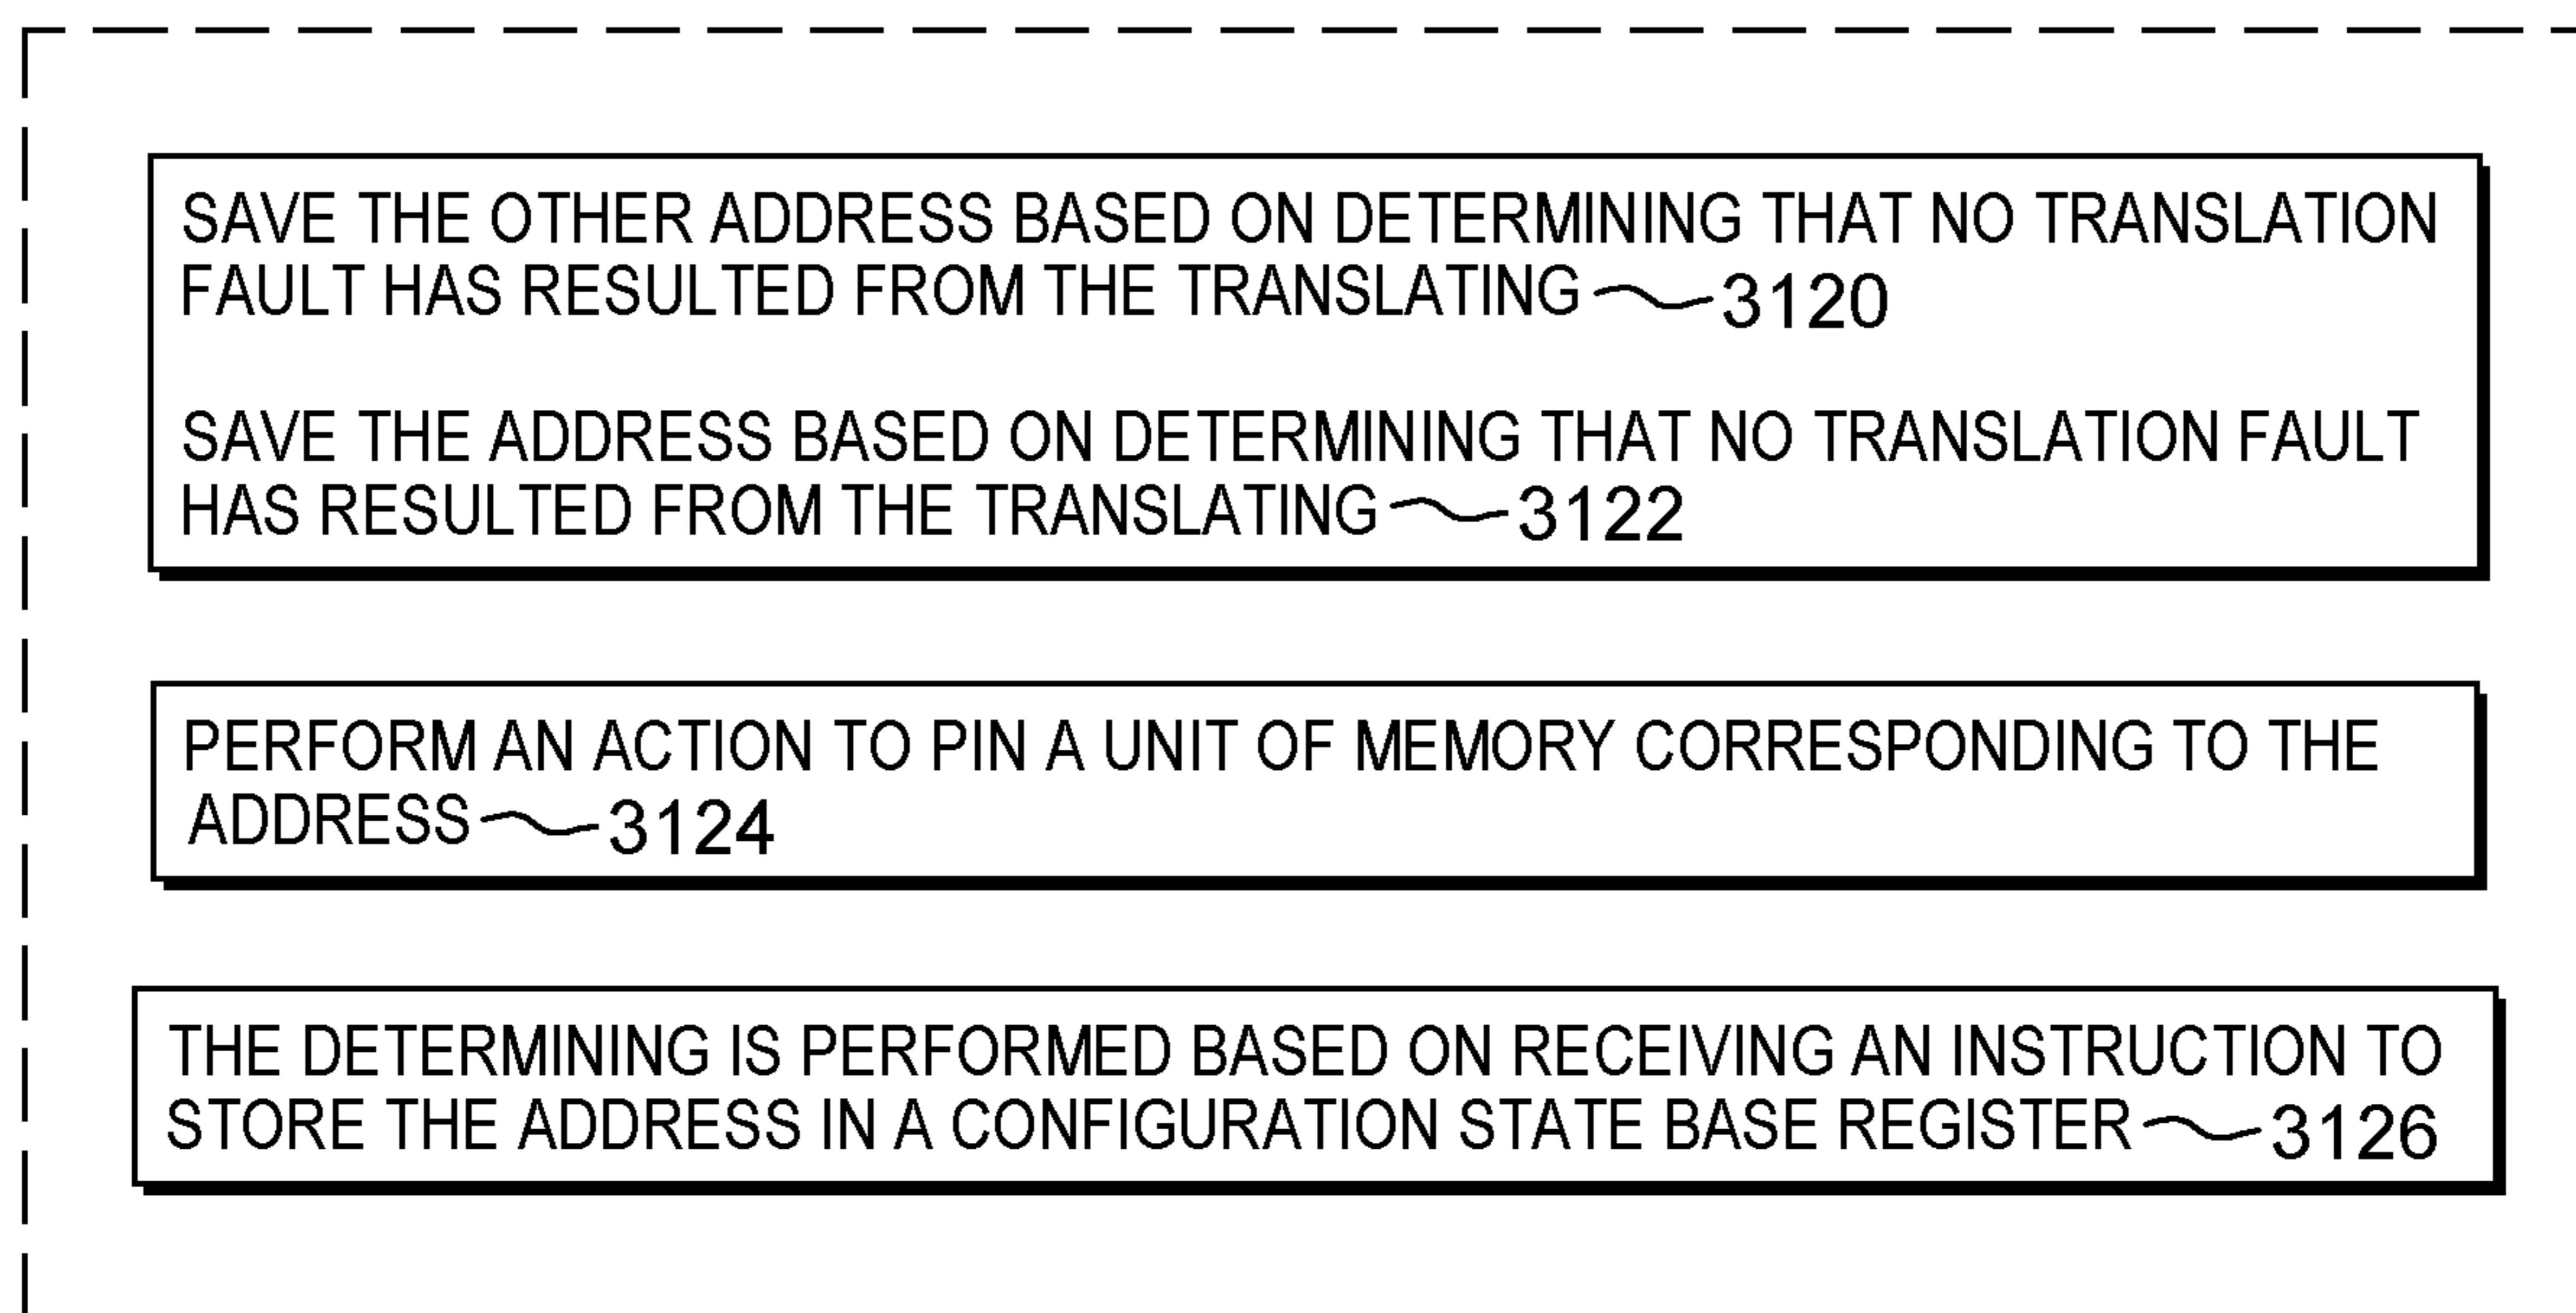 SAVE THE OTHER ADDRESS BASED ON DETERMINING THAT NO TRANSLATION
FAULT HAS RESULTED FROM THE TRANSLATING 3120
SAVE THE ADDRESS BASED ON DETERMINING THAT NO TRANSLATION FAULT
HAS RESULTED FROM THE TRANSLATING 3122
PERFORM AN ACTION TO PIN A UNIT OF MEMORY CORRESPONDING TO THE
ADDRESS 3124
THE DETERMINING IS PERFORMED BASED ON RECEIVING AN INSTRUCTION TO
STORE THE ADDRESS IN A CONFIGURATION STATE BASE REGISTER 3126